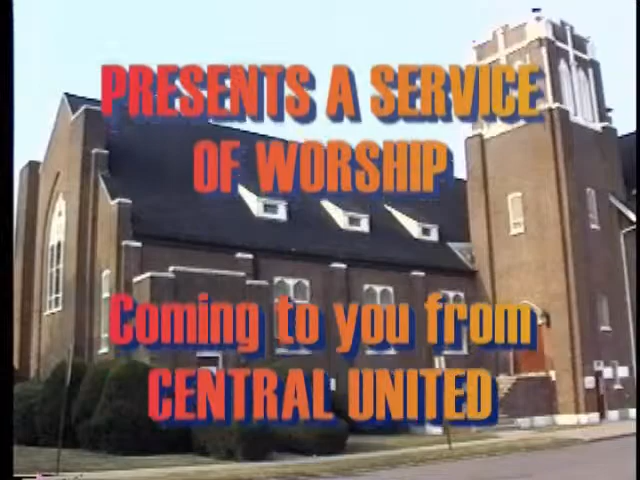 PRESENTS A SERVICE
OF WORSHIP
Coming to you from
CENTRAL UNITED